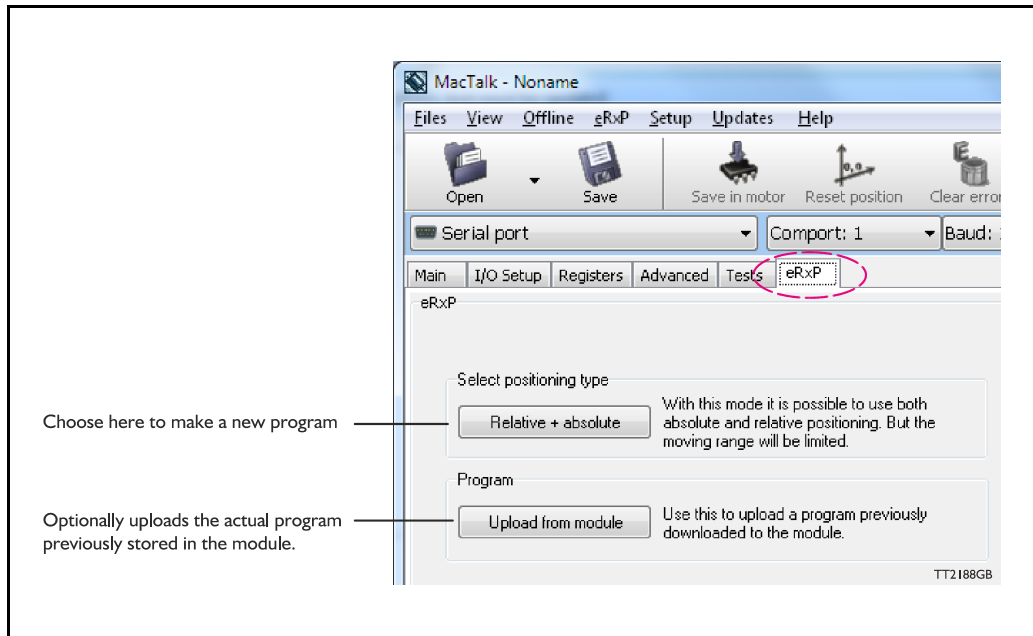 MacTalk - Noname
Files View Offline eRxP Setup Updates Help
Open Save Save in motor Reset position Clear error
Serial port Comport: 1 Baud:
Main I/O Setup Registers Advanced Tests eRxP
eRxP
Select positioning type
Choose here to make a new program
Relative + absolute
With this mode it is possible to use both
absolute and relative positioning. But the
moving range will be limited.
Program
Optionally uploads the actual program
previously stored in the module.
Upload from module
Use this to upload a program previously
downloaded to the module.
TT2188GB